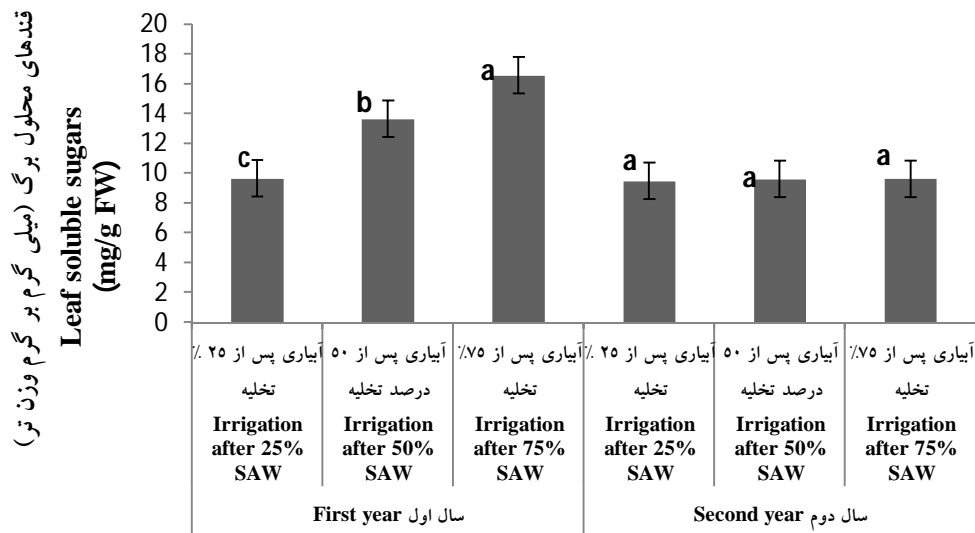 قندهای محلول برگ (میلی گرم بر گرم وزن تر)
Leaf soluble sugars
(mg/g FW)
20
18
16
14
12
10
8
6
4
2
0
c
b
a
a
a
a
آبیاری پس از ۲۵ ٪
تخلیه
Irrigation
after 25%
SAW
آبیاری پس از ۵۰
درصد تخلیه
Irrigation
after 50%
SAW
آبیاری پس از ۷۵٪
تخلیه
Irrigation
after 75%
SAW
آبیاری پس از ۲۵ ٪
تخلیه
Irrigation
after 25%
SAW
آبیاری پس از ۵۰
درصد تخلیه
Irrigation
after 50%
SAW
آبیاری پس از ۷۵٪
تخلیه
Irrigation
after 75%
SAW
First year سال اول
Second year سال دوم